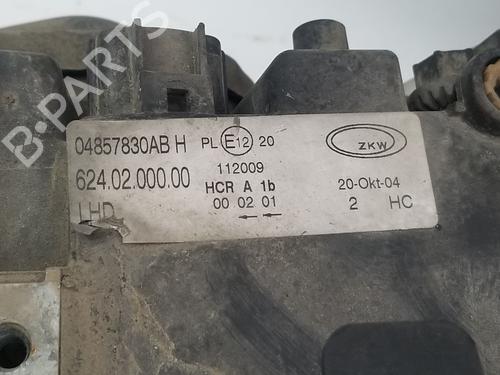 04857830AB H PL E12 20 ZKW
112009
624.02.000.00 HCR A 1b 20-Okt-04
LHD 00 02 01 2 HC
B-PARTS